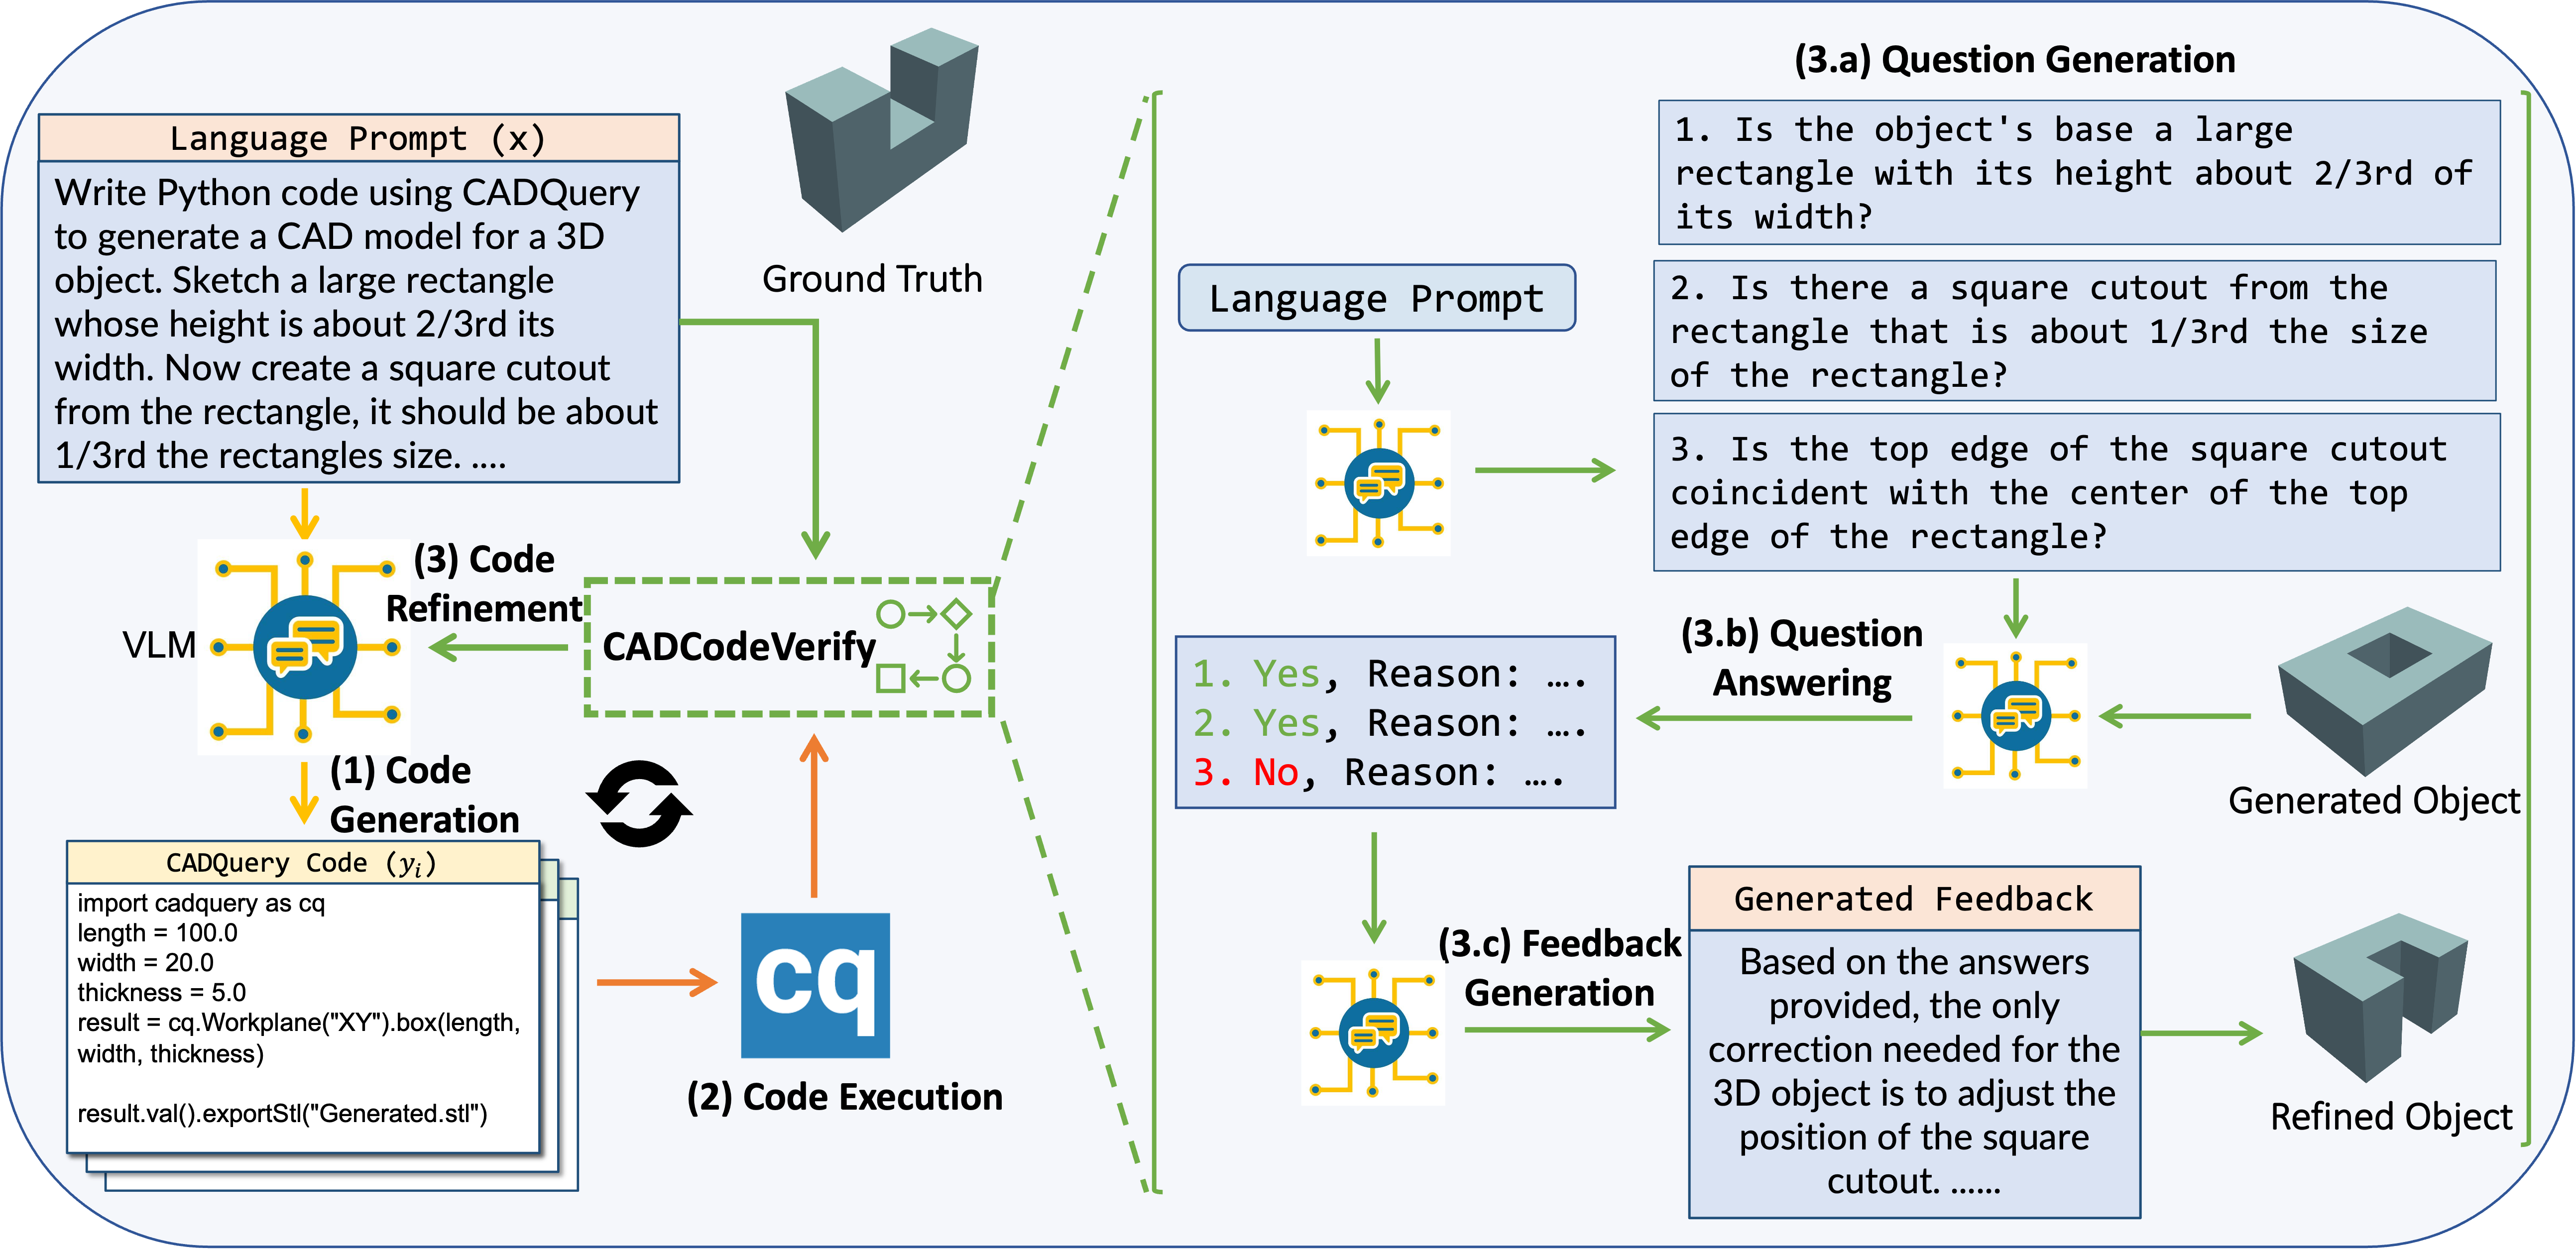 Language Prompt (x)
Write Python code using CADQuery
to generate a CAD model for a 3D
object. Sketch a large rectangle
whose height is about 2/3rd its
width. Now create a square cutout
from the rectangle, it should be about
1/3rd the rectangles size. ....
Ground Truth
VLM
(3) Code
Refinement
CADCodeVerify
(1) Code
Generation
CADQuery Code (yᵢ)
import cadquery as cq
length = 100.0
width = 20.0
thickness = 5.0
result = cq.Workplane("XY").box(length,
width, thickness)
result.val().exportStl("Generated.stl")
cq
(2) Code Execution
Language Prompt
(3.a) Question Generation
1. Is the object's base a large
rectangle with its height about 2/3rd of
its width?
2. Is there a square cutout from the
rectangle that is about 1/3rd the size
of the rectangle?
3. Is the top edge of the square cutout
coincident with the center of the top
edge of the rectangle?
(3.b) Question
Answering
Generated Object
1. Yes, Reason: ….
2. Yes, Reason: ….
3. No, Reason: ….
(3.c) Feedback
Generation
Generated Feedback
Based on the answers
provided, the only
correction needed for the
3D object is to adjust the
position of the square
cutout. ......
Refined Object